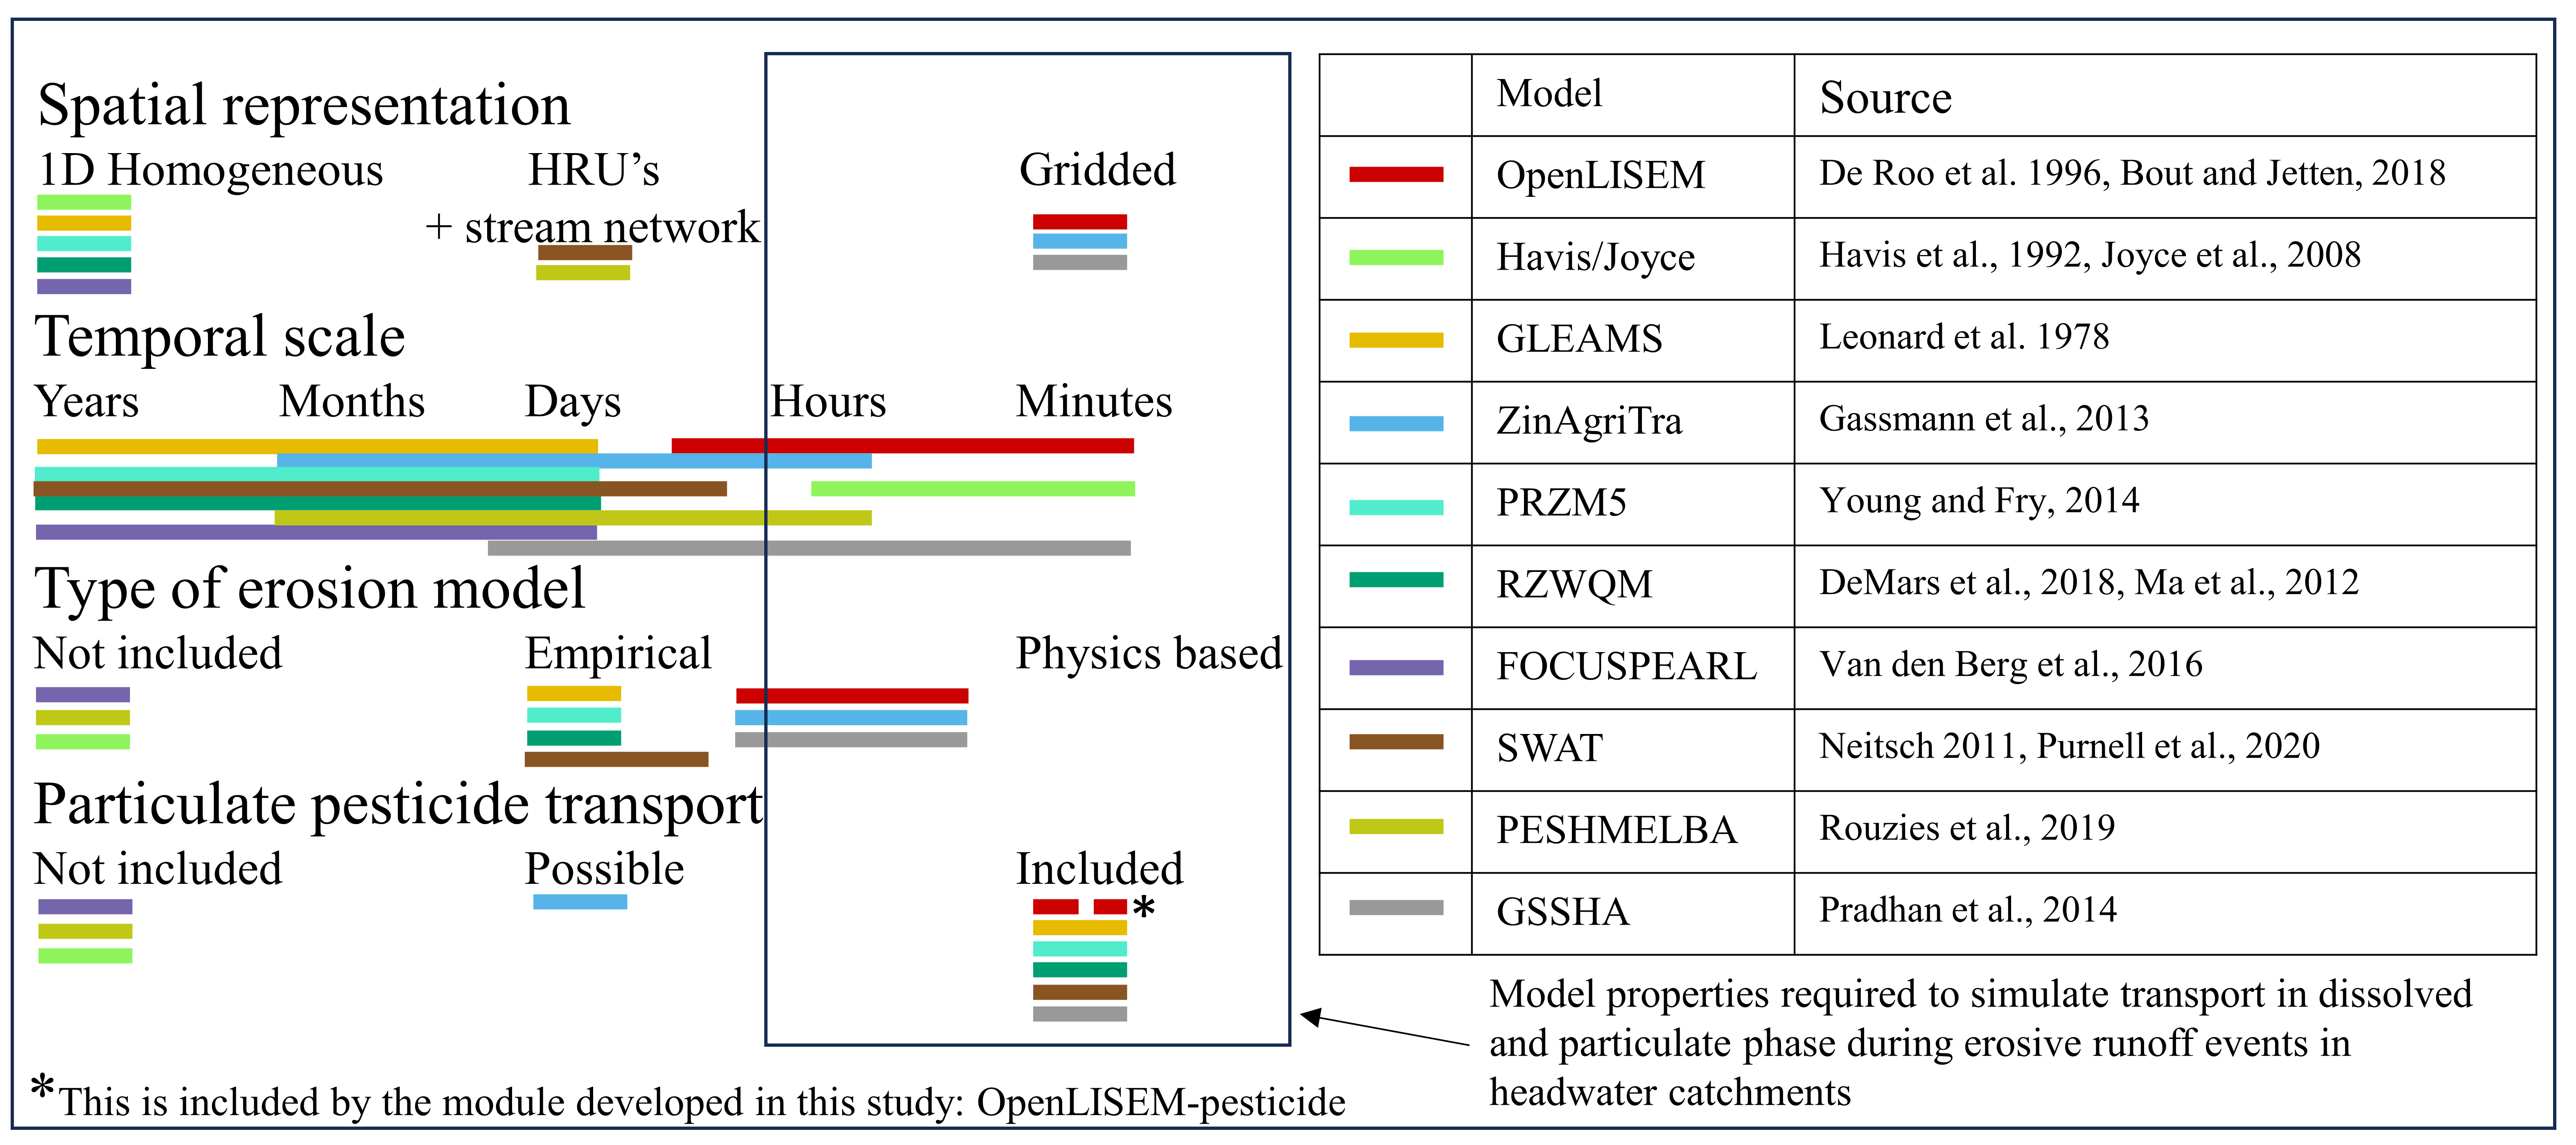 Spatial representation
1D Homogeneous
HRU's
+ stream network
Gridded
Temporal scale
Years
Months
Days
Hours
Minutes
Type of erosion model
Not included
Empirical
Physics based
Particulate pesticide transport
Not included
Possible
Included
*
*This is included by the module developed in this study: OpenLISEM-pesticide
Model Source
OpenLISEM De Roo et al. 1996, Bout and Jetten, 2018
Havis/Joyce Havis et al., 1992, Joyce et al., 2008
GLEAMS Leonard et al. 1978
ZinAgriTra Gassmann et al., 2013
PRZM5 Young and Fry, 2014
RZWQM DeMars et al., 2018, Ma et al., 2012
FOCUSPEARL Van den Berg et al., 2016
SWAT Neitsch 2011, Purnell et al., 2020
PESHMELBA Rouzies et al., 2019
GSSHA Pradhan et al., 2014
Model properties required to simulate transport in dissolved
and particulate phase during erosive runoff events in
headwater catchments